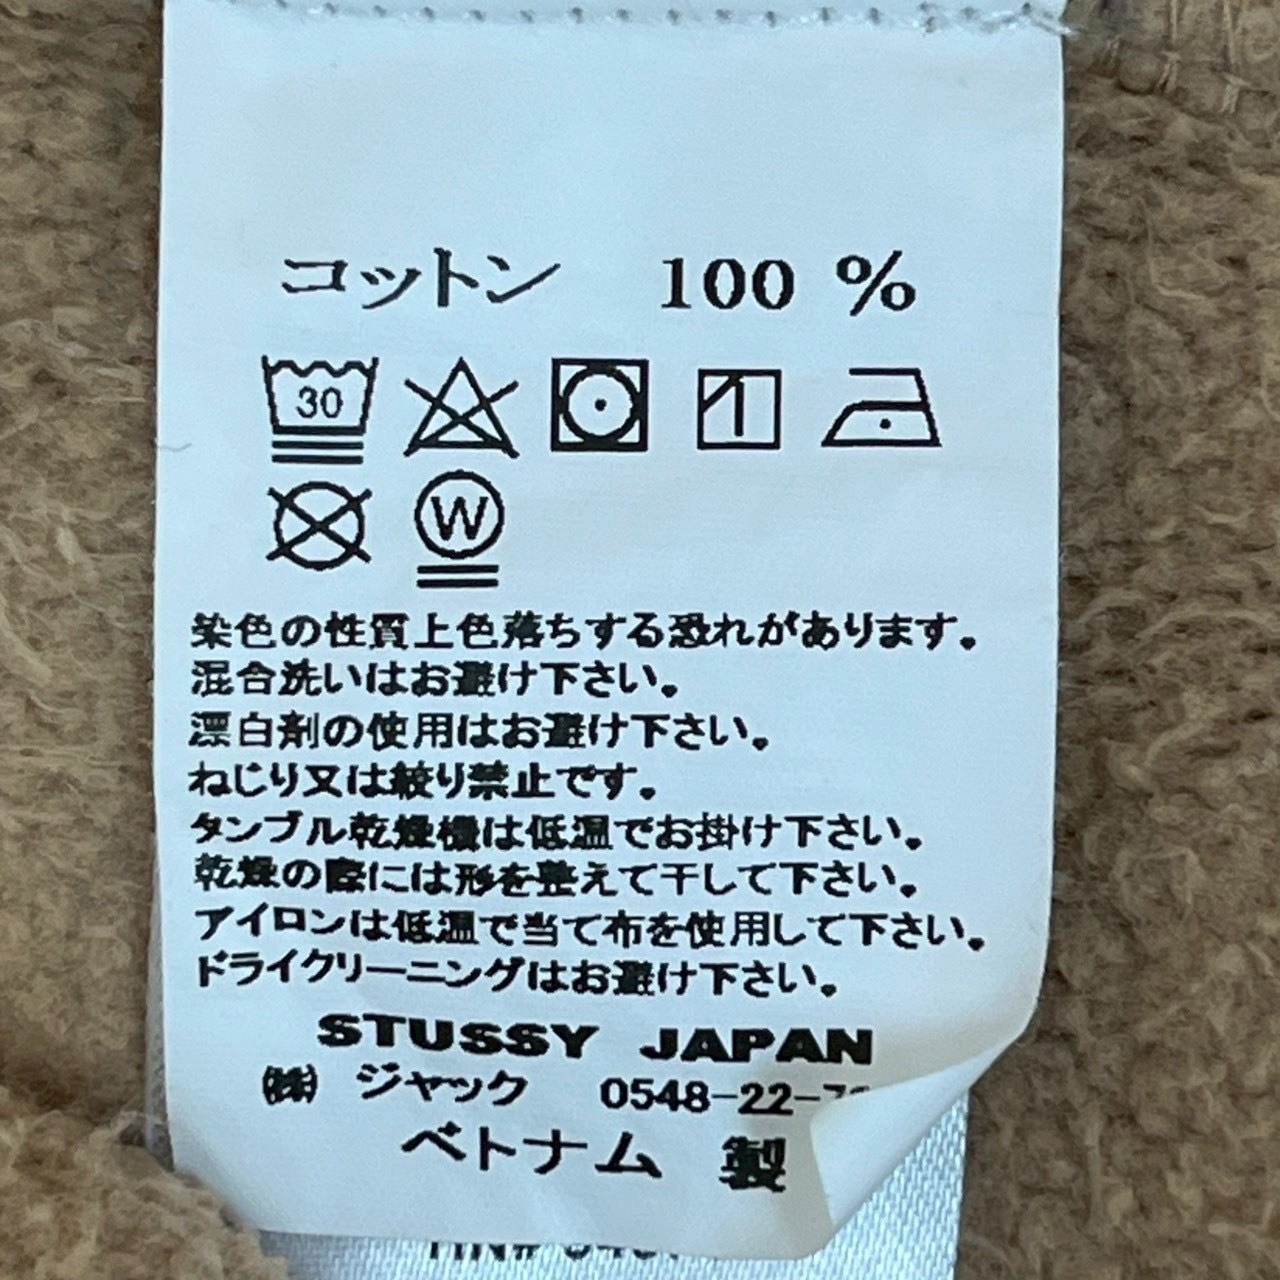 コットン 100 %
30
W
染色の性質上色落ちする恐れがあります。
混合洗いはお避け下さい。
漂白剤の使用はお避け下さい。
ねじり又は絞り禁止です。
タンブル乾燥機は低温でお掛け下さい。
乾燥の際には形を整えて干して下さい。
アイロンは低温で当て布を使用して下さい。
ドライクリーニングはお避け下さい。
STUSSY JAPAN
㈱ ジャック 0548-22-7
ベトナム 製